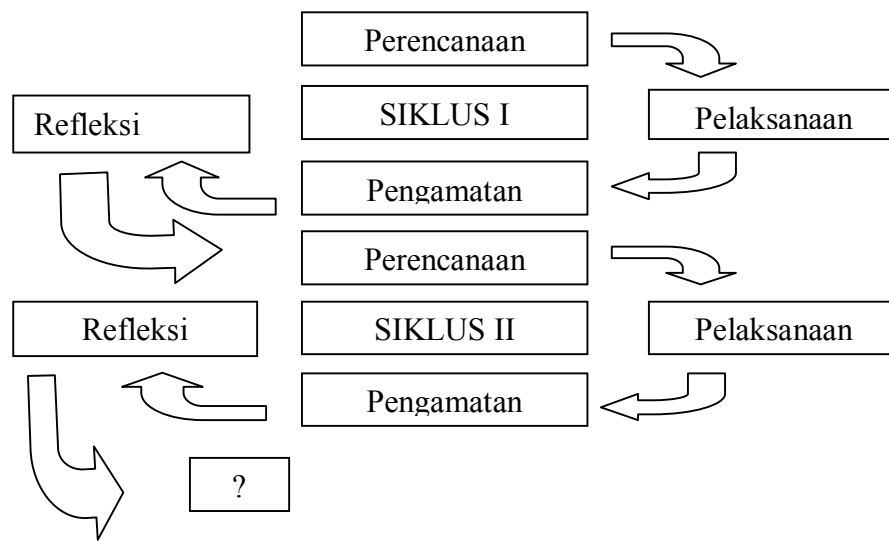 Perencanaan
SIKLUS I
Refleksi
Pelaksanaan
Pengamatan
Perencanaan
Refleksi
SIKLUS II
Pelaksanaan
Pengamatan
?